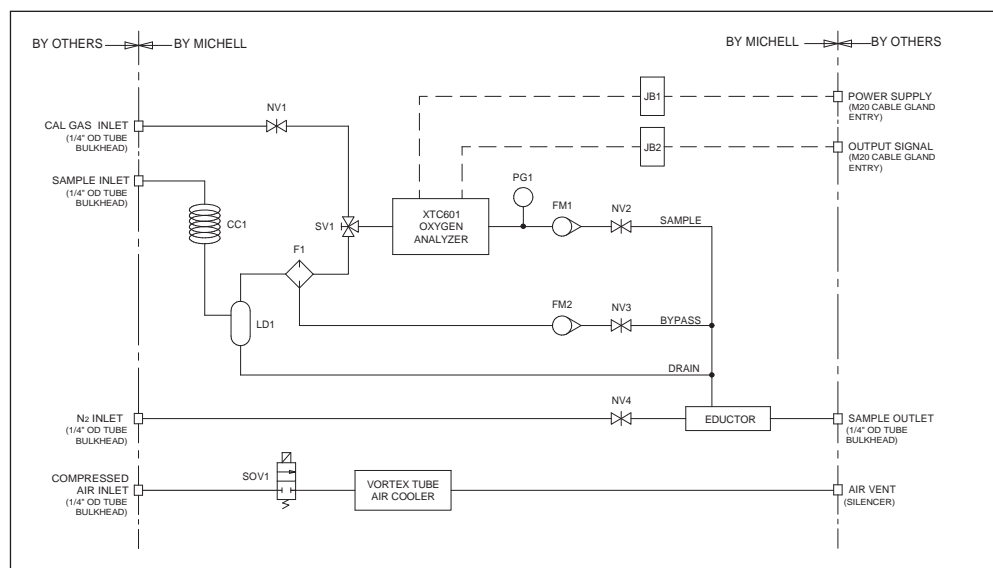 BY OTHERS
BY MICHELL
BY MICHELL
BY OTHERS
JB1
POWER SUPPLY
(M20 CABLE GLAND
ENTRY)
NV1
CAL GAS INLET
(1/4" OD TUBE
BULKHEAD)
JB2
OUTPUT SIGNAL
(M20 CABLE GLAND
ENTRY)
SAMPLE INLET
(1/4" OD TUBE
BULKHEAD)
PG1
CC1
SV1
XTC601
OXYGEN
ANALYZER
FM1
NV2
SAMPLE
F1
LD1
FM2
NV3
BYPASS
DRAIN
N2 INLET
(1/4" OD TUBE
BULKHEAD)
NV4
EDUCTOR
SAMPLE OUTLET
(1/4" OD TUBE
BULKHEAD)
COMPRESSED
AIR INLET
(1/4" OD TUBE
BULKHEAD)
SOV1
VORTEX TUBE
AIR COOLER
AIR VENT
(SILENCER)